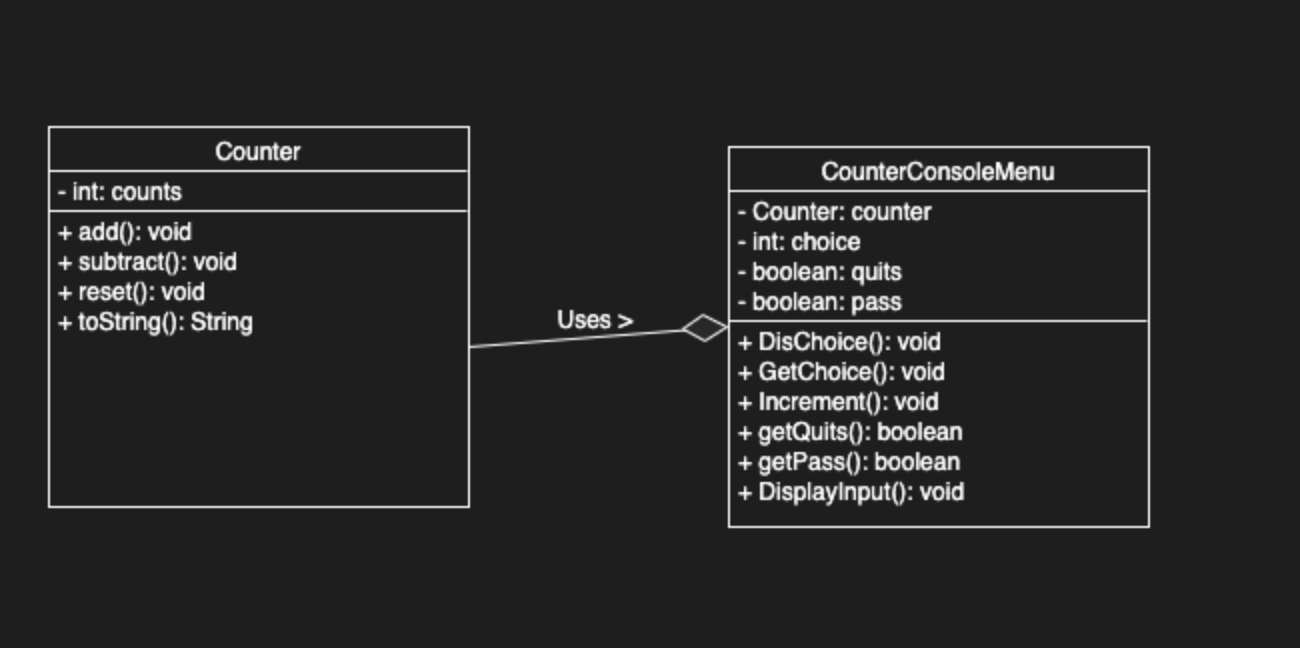 Counter
- int: counts
+ add(): void
+ subtract(): void
+ reset(): void
+ toString(): String
Uses >
CounterConsoleMenu
- Counter: counter
- int: choice
- boolean: quits
- boolean: pass
+ DisChoice(): void
+ GetChoice(): void
+ Increment(): void
+ getQuits(): boolean
+ getPass(): boolean
+ DisplayInput(): void